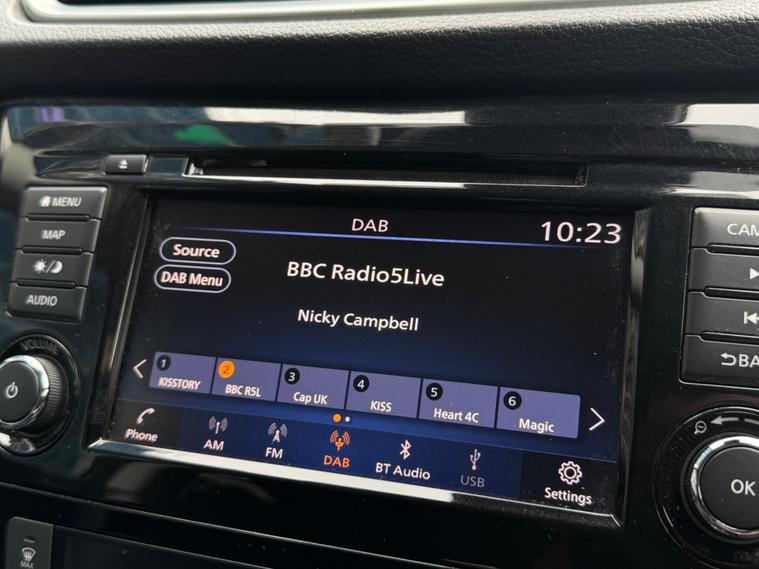 MENU
MAP
AUDIO
VOLUME
DAB
10:23
Source
DAB Menu
BBC Radio5Live
Nicky Campbell
1 KISSTORY
2 BBC R5L
3 Cap UK
4 KISS
5 Heart 4C
6 Magic
Phone
AM
FM
DAB
BT Audio
USB
Settings
CAM
BA
OK
MAX